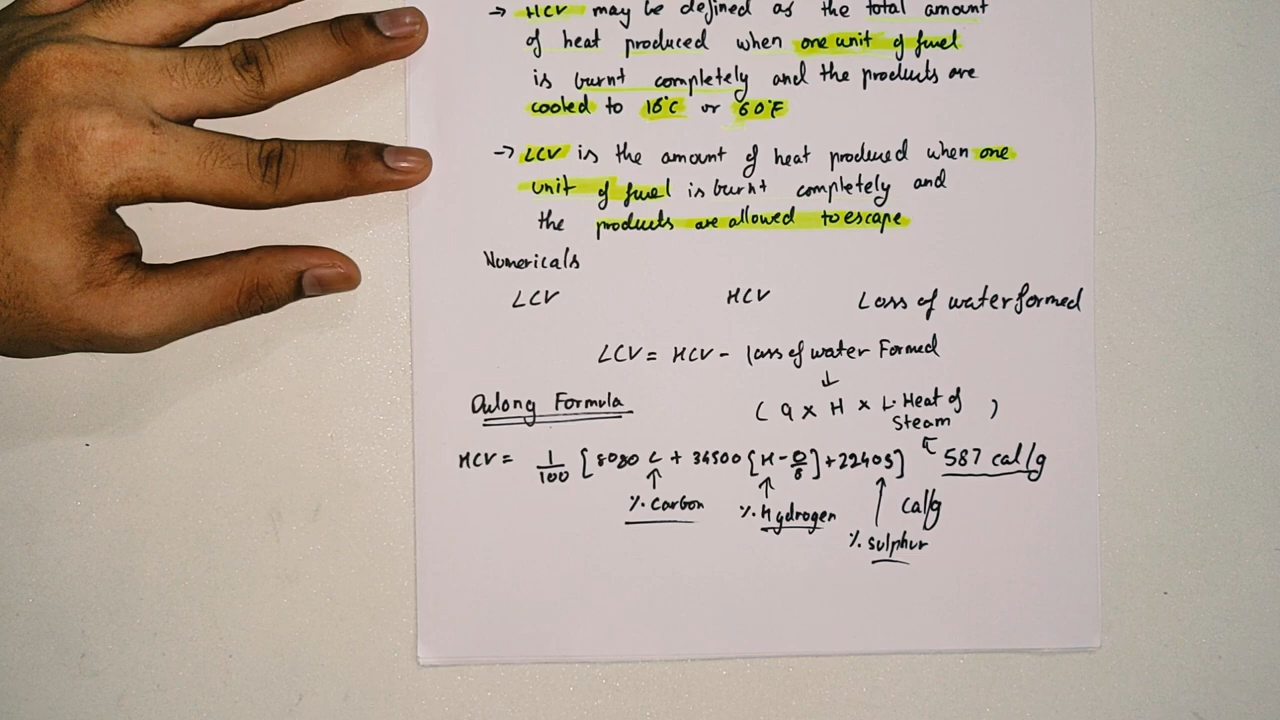 → HCV may be defined as the total amount
of heat produced when one unit of fuel
is burnt completely and the products are
cooled to 16°C or 60°F
→ LCV is the amount of heat produced when one
unit of fuel is burnt completely and
the products are allowed to escape
Numericals
LCV HCV Loss of water formed
LCV = HCV - loss of water Formed
↓
Dulong Formula ( 9 x H x L. Heat of Steam )
HCV = 1/100 [8080 C + 34500 [H - O/8] + 2240S] 587 cal/g
% Carbon % Hydrogen cal/g
% sulphur